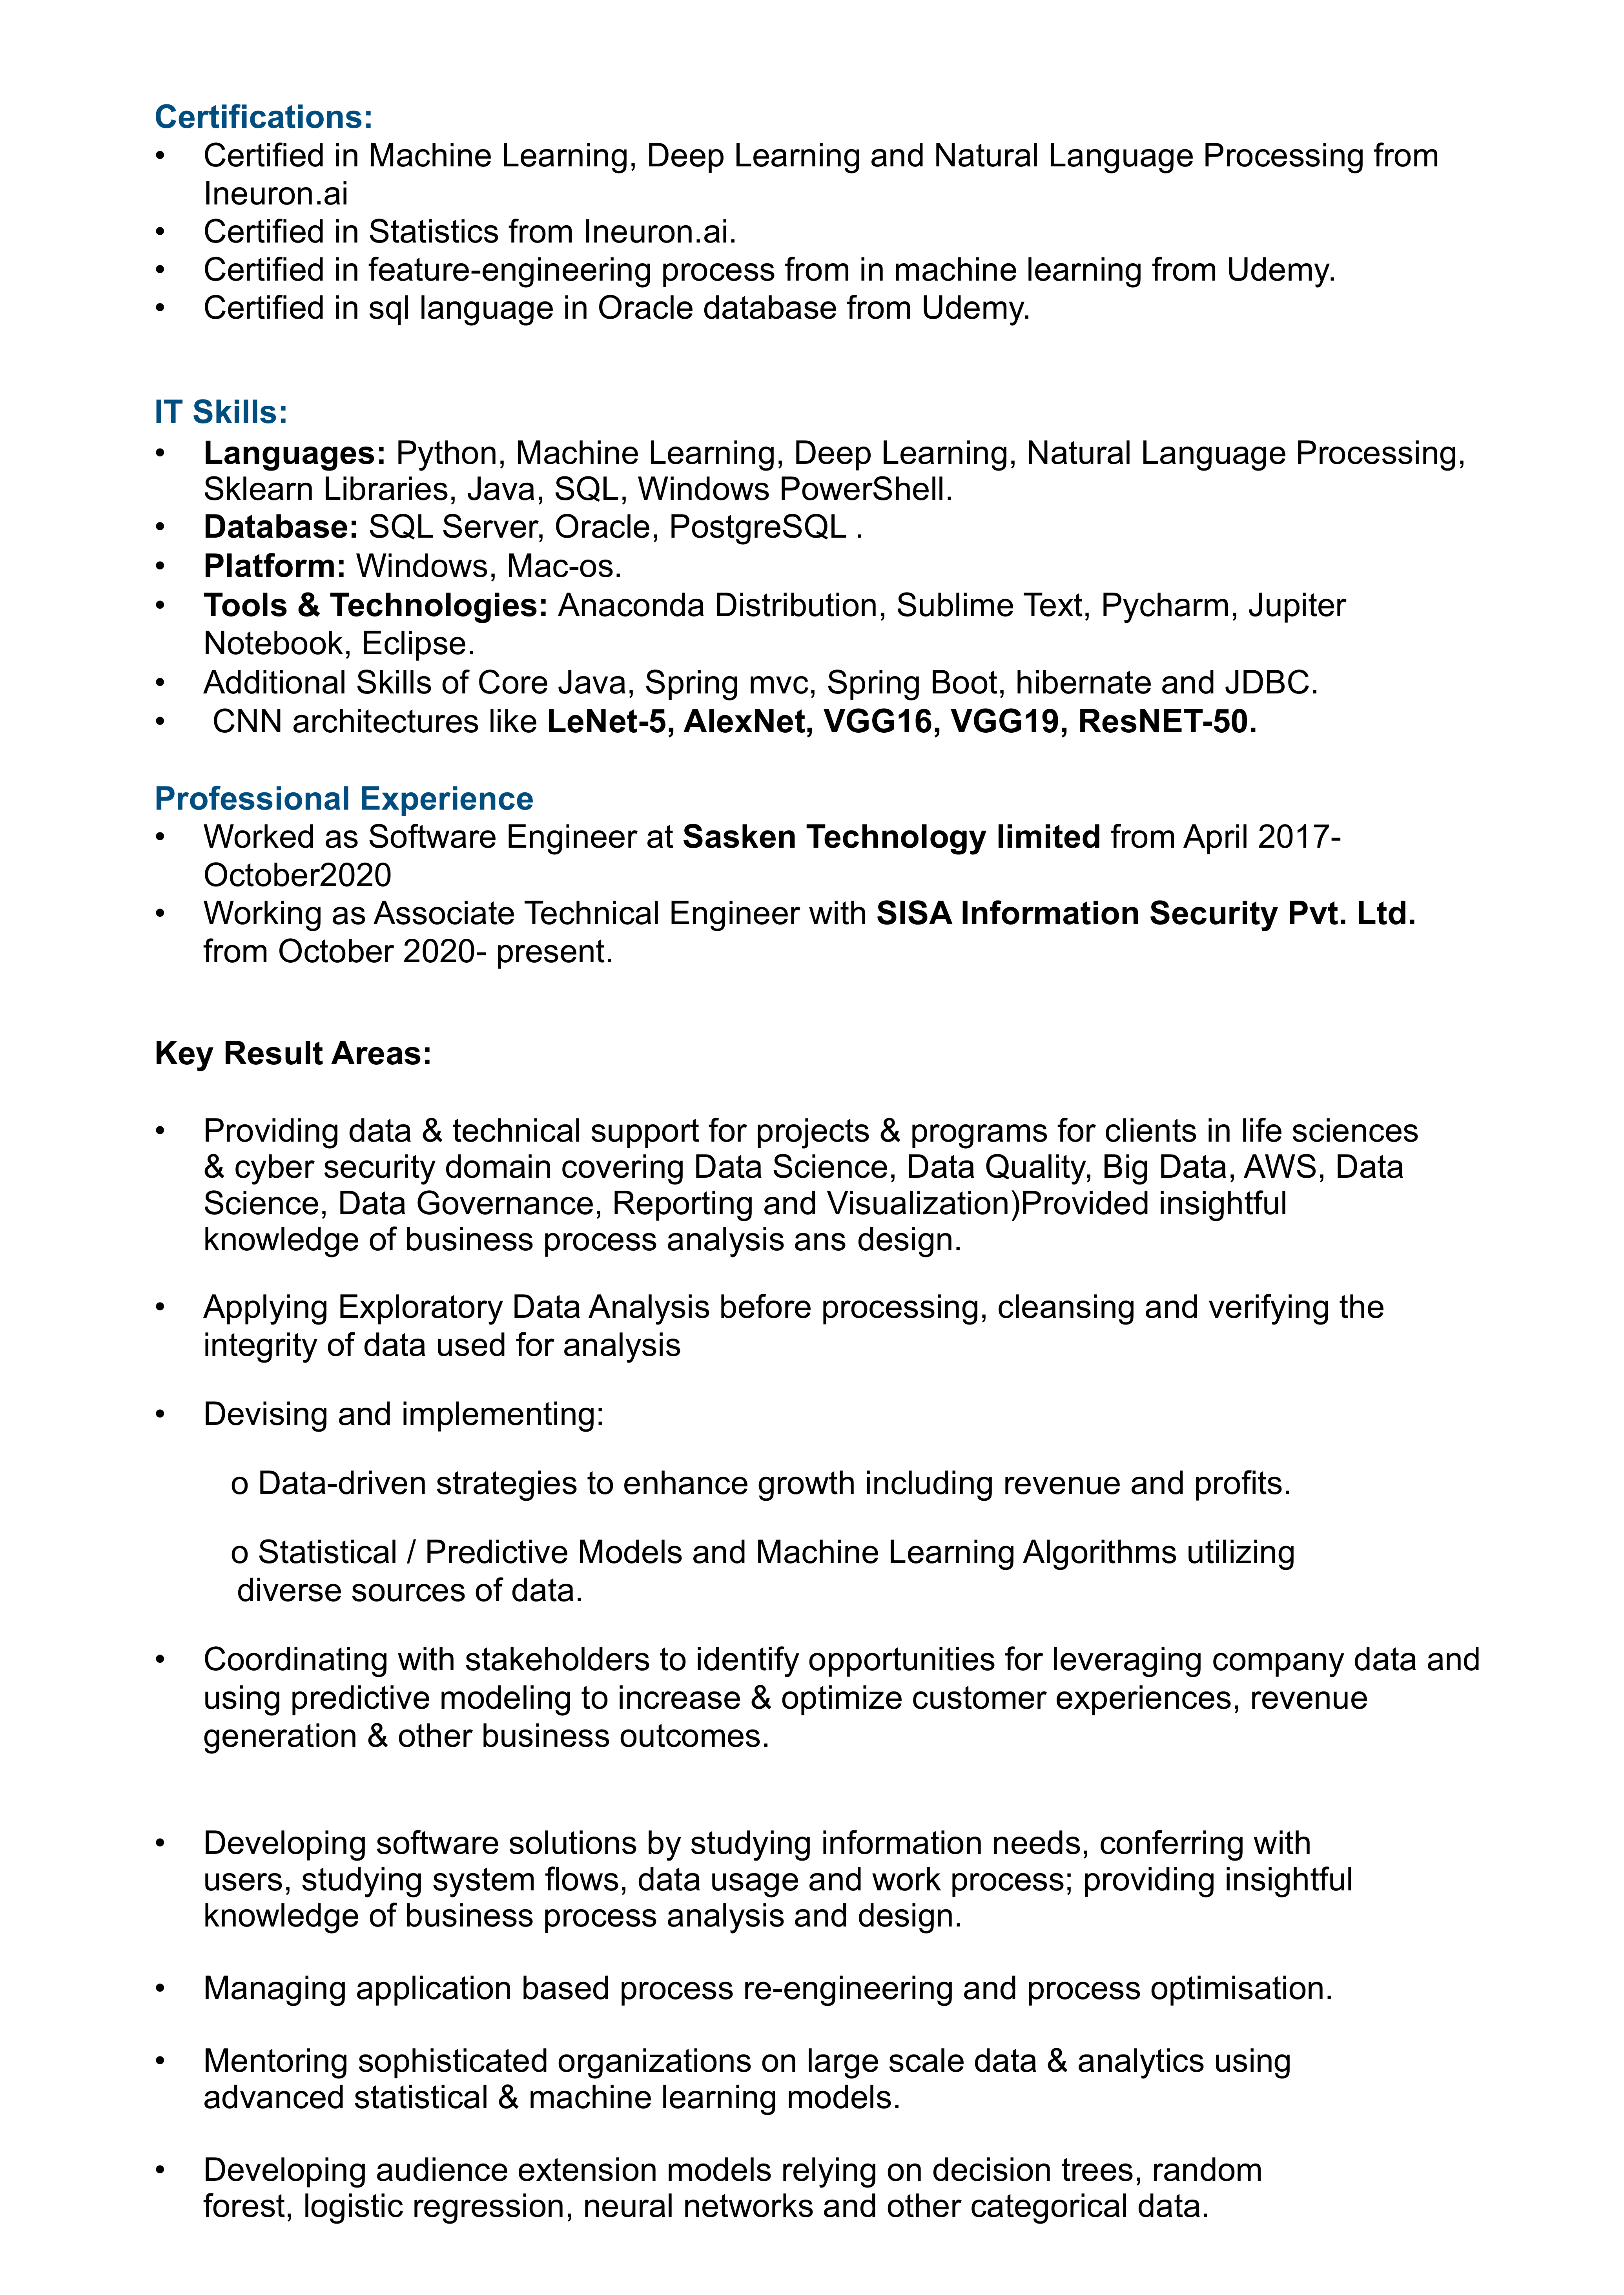 Certifications:
• Certified in Machine Learning, Deep Learning and Natural Language Processing from
Ineuron.ai
• Certified in Statistics from Ineuron.ai.
• Certified in feature-engineering process from in machine learning from Udemy.
• Certified in sql language in Oracle database from Udemy.
IT Skills:
• Languages: Python, Machine Learning, Deep Learning, Natural Language Processing,
Sklearn Libraries, Java, SQL, Windows PowerShell.
• Database: SQL Server, Oracle, PostgreSQL .
• Platform: Windows, Mac-os.
• Tools & Technologies: Anaconda Distribution, Sublime Text, Pycharm, Jupiter
Notebook, Eclipse.
• Additional Skills of Core Java, Spring mvc, Spring Boot, hibernate and JDBC.
• CNN architectures like LeNet-5, AlexNet, VGG16, VGG19, ResNET-50.
Professional Experience
• Worked as Software Engineer at Sasken Technology limited from April 2017-
October2020
• Working as Associate Technical Engineer with SISA Information Security Pvt. Ltd.
from October 2020- present.
Key Result Areas:
• Providing data & technical support for projects & programs for clients in life sciences
& cyber security domain covering Data Science, Data Quality, Big Data, AWS, Data
Science, Data Governance, Reporting and Visualization)Provided insightful
knowledge of business process analysis ans design.
• Applying Exploratory Data Analysis before processing, cleansing and verifying the
integrity of data used for analysis
• Devising and implementing:
o Data-driven strategies to enhance growth including revenue and profits.
o Statistical / Predictive Models and Machine Learning Algorithms utilizing
diverse sources of data.
• Coordinating with stakeholders to identify opportunities for leveraging company data and
using predictive modeling to increase & optimize customer experiences, revenue
generation & other business outcomes.
• Developing software solutions by studying information needs, conferring with
users, studying system flows, data usage and work process; providing insightful
knowledge of business process analysis and design.
• Managing application based process re-engineering and process optimisation.
• Mentoring sophisticated organizations on large scale data & analytics using
advanced statistical & machine learning models.
• Developing audience extension models relying on decision trees, random
forest, logistic regression, neural networks and other categorical data.